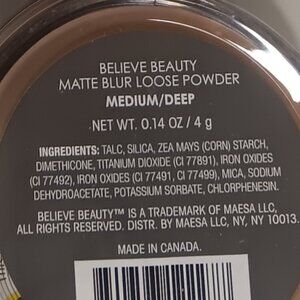 BELIEVE BEAUTY
MATTE BLUR LOOSE POWDER
MEDIUM/DEEP
NET WT. 0.14 OZ / 4 g
INGREDIENTS: TALC, SILICA, ZEA MAYS (CORN) STARCH,
DIMETHICONE, TITANIUM DIOXIDE (CI 77891), IRON OXIDES
(CI 77492), IRON OXIDES (CI 77491, CI 77499), MICA, SODIUM
DEHYDROACETATE, POTASSIUM SORBATE, CHLORPHENESIN.
BELIEVE BEAUTY™ IS A TRADEMARK OF MAESA LLC,
ALL RIGHTS RESERVED. DISTR. BY MAESA LLC, NY, NY 10013.
MADE IN CANADA.